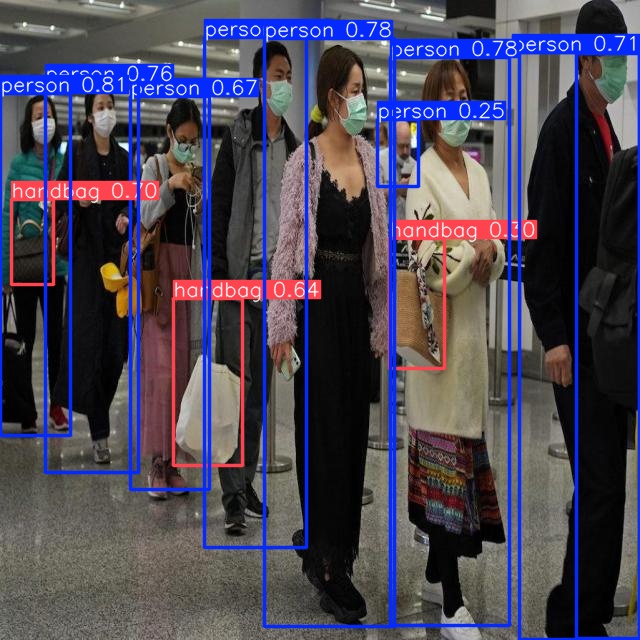 perso
person 0.78
person 0.78
person 0.71
person 0.76
person 0.81
person 0.67
person 0.25
handbag 0.70
handbag 0.30
handbag 0.64